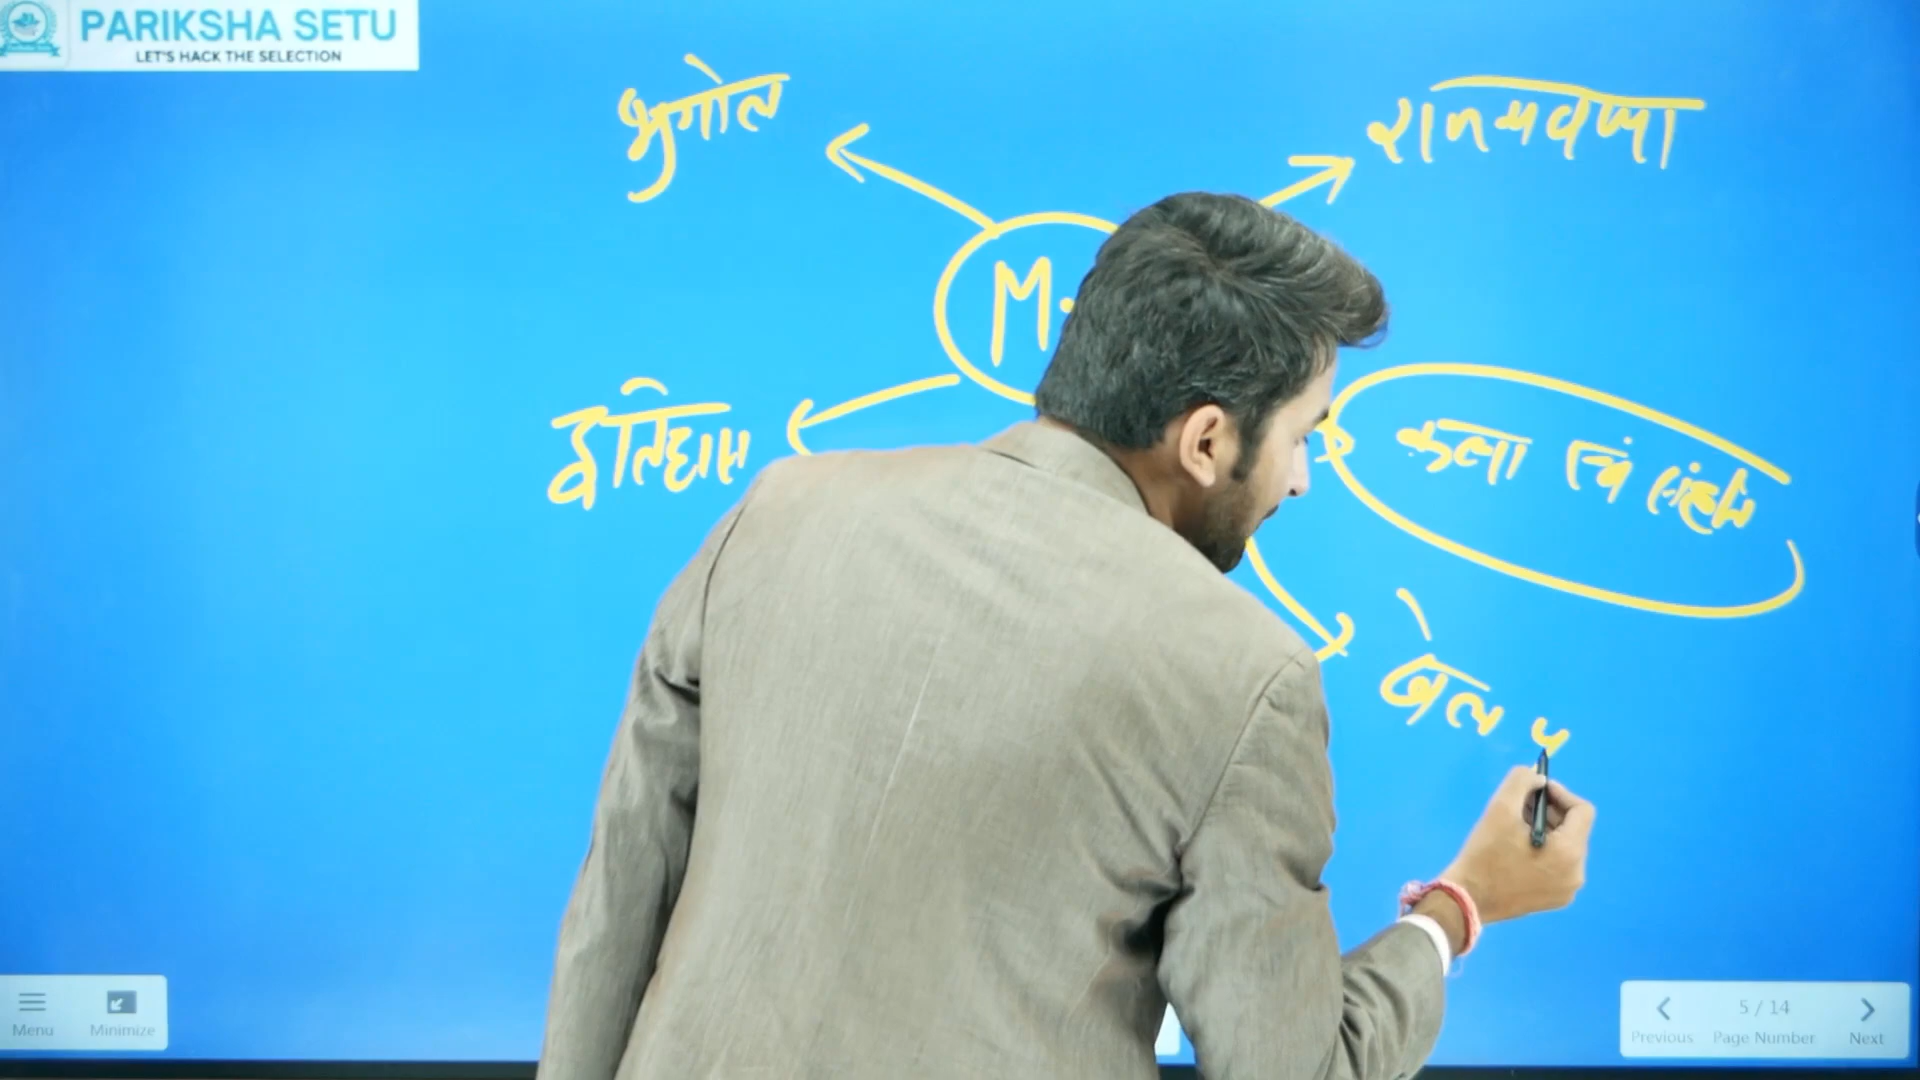 PARIKSHA SETU
LET'S HACK THE SELECTION
भूगोल
राजव्यवस्था
M.
इतिहास
कला एवं संस्कृति
खेल
Menu
Minimize
5 / 14
Previous
Page Number
Next